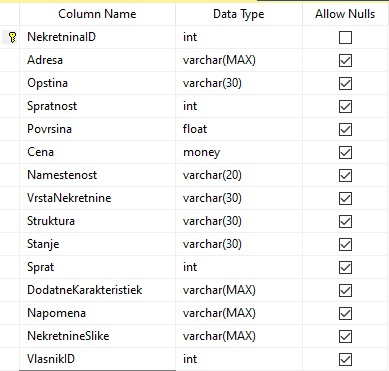 Column Name Data Type Allow Nulls
NekretninaID int
Adresa varchar(MAX)
Opstina varchar(30)
Spratnost int
Povrsina float
Cena money
Namestenost varchar(20)
VrstaNekretnine varchar(30)
Struktura varchar(30)
Stanje varchar(30)
Sprat int
DodatneKarakteristiek varchar(MAX)
Napomena varchar(MAX)
NekretnineSlike varchar(MAX)
VlasnikID int